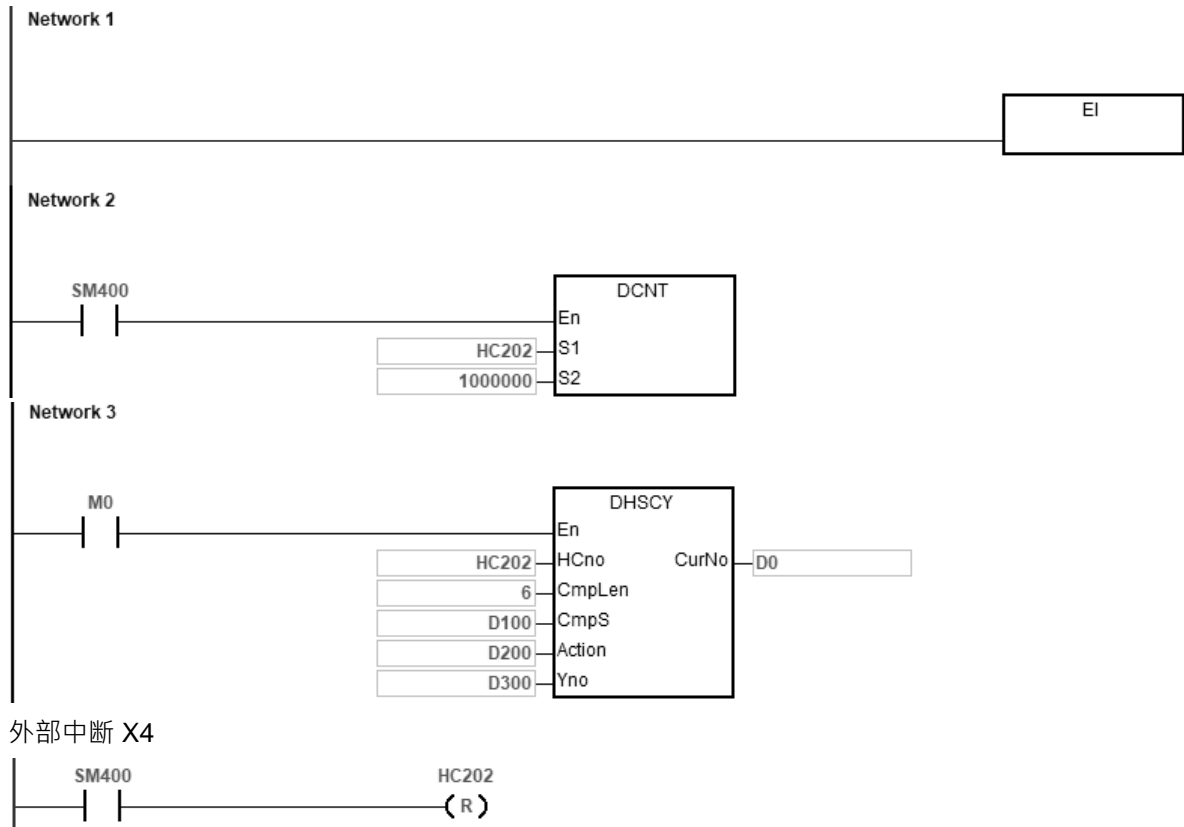 Network 1
EI
Network 2
SM400
DCNT
En
HC202 S1
1000000 S2
Network 3
M0
DHSCY
En
HC202 HCno CurNo D0
6 CmpLen
D100 CmpS
D200 Action
D300 Yno
外部中断 X4
SM400 HC202
( R )